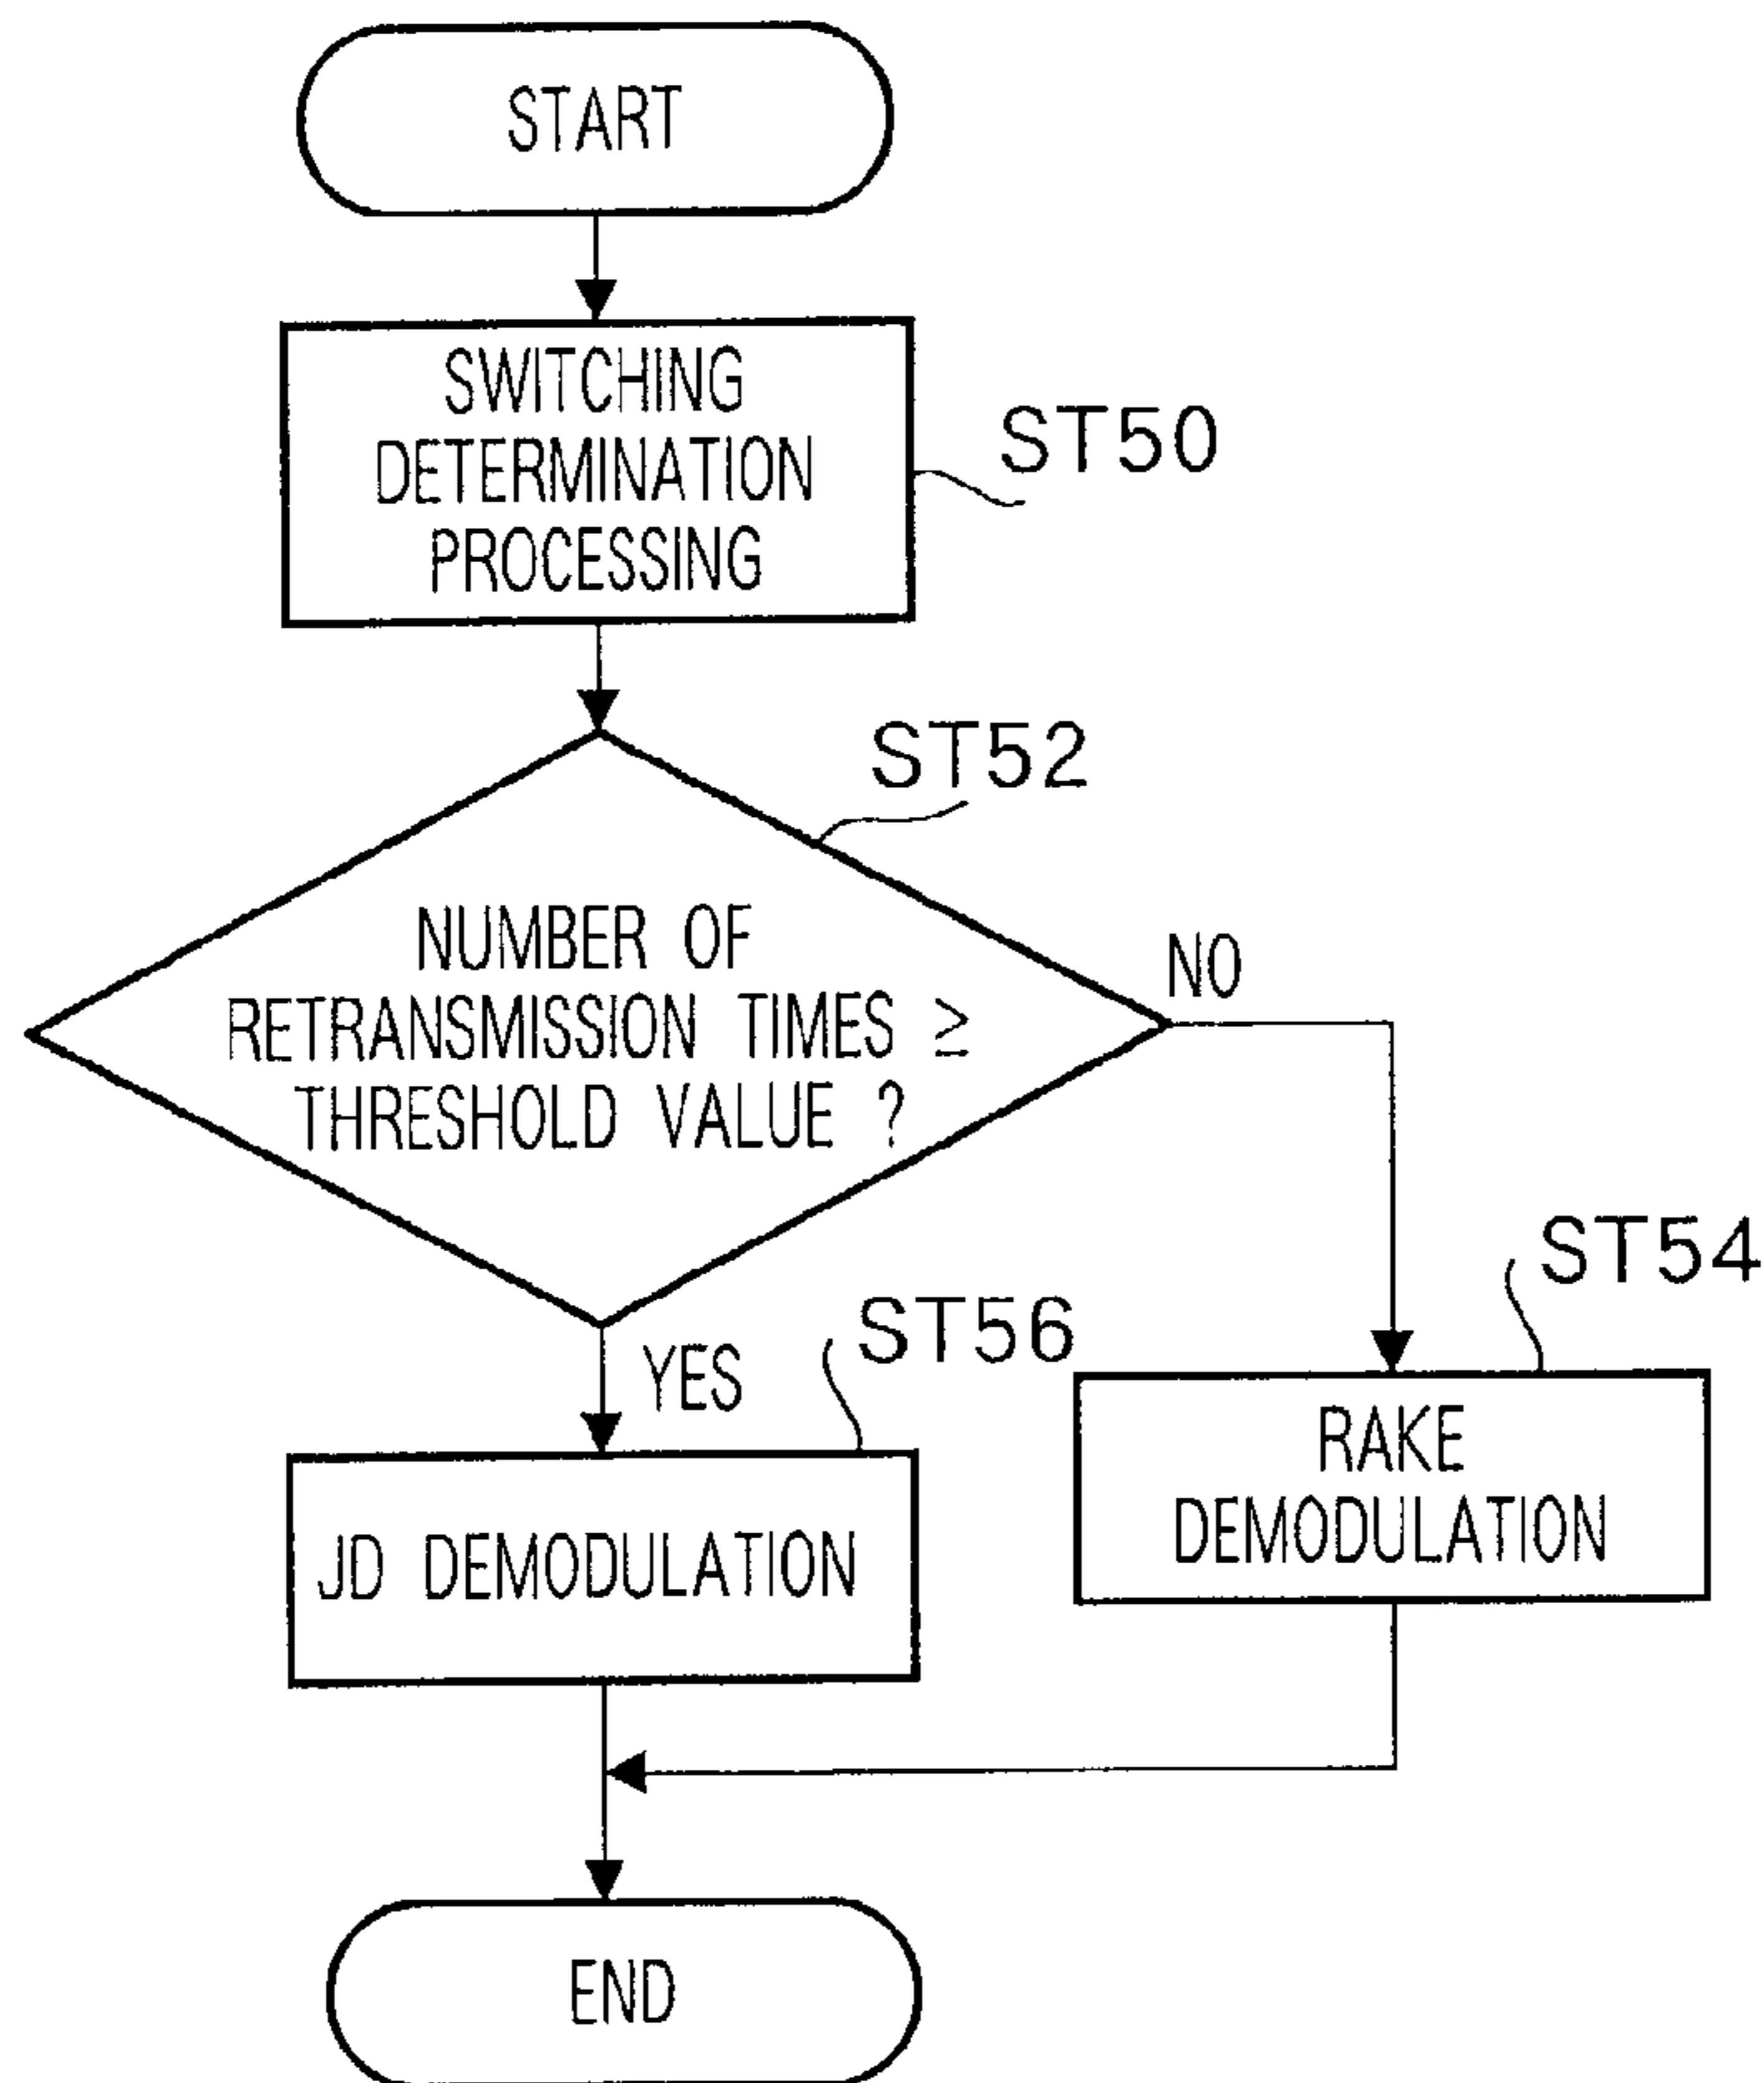 START
SWITCHING
DETERMINATION
PROCESSING
ST50
ST52
NUMBER OF
RETRANSMISSION TIMES ≥
THRESHOLD VALUE ?
NO
YES
ST56
ST54
JD DEMODULATION
RAKE
DEMODULATION
END